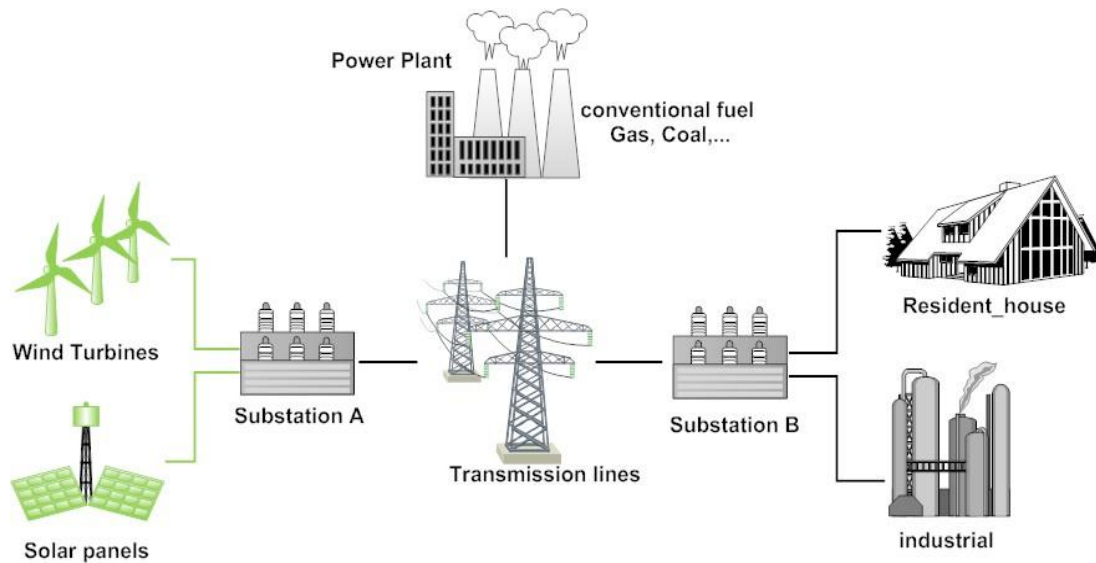 Power Plant
conventional fuel
Gas, Coal,...
Wind Turbines
Substation A
Solar panels
Transmission lines
Substation B
Resident_house
industrial